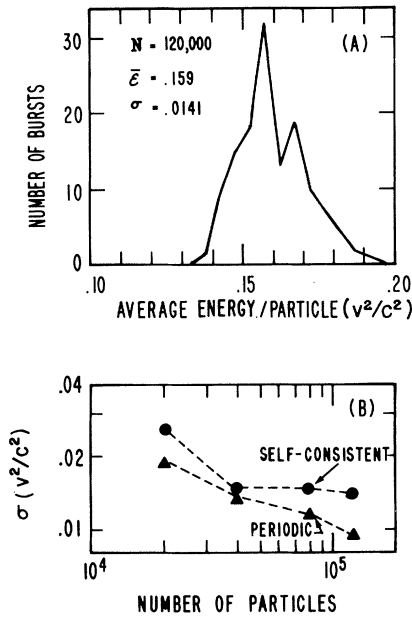 30
20
10
0
NUMBER OF BURSTS
N = 120,000
ε̄ = .159
σ = .0141
(A)
.10
.15
.20
AVERAGE ENERGY/PARTICLE (v²/c²)
.04
.02
.01
σ (v²/c²)
(B)
SELF-CONSISTENT
PERIODIC
10⁴
10⁵
NUMBER OF PARTICLES